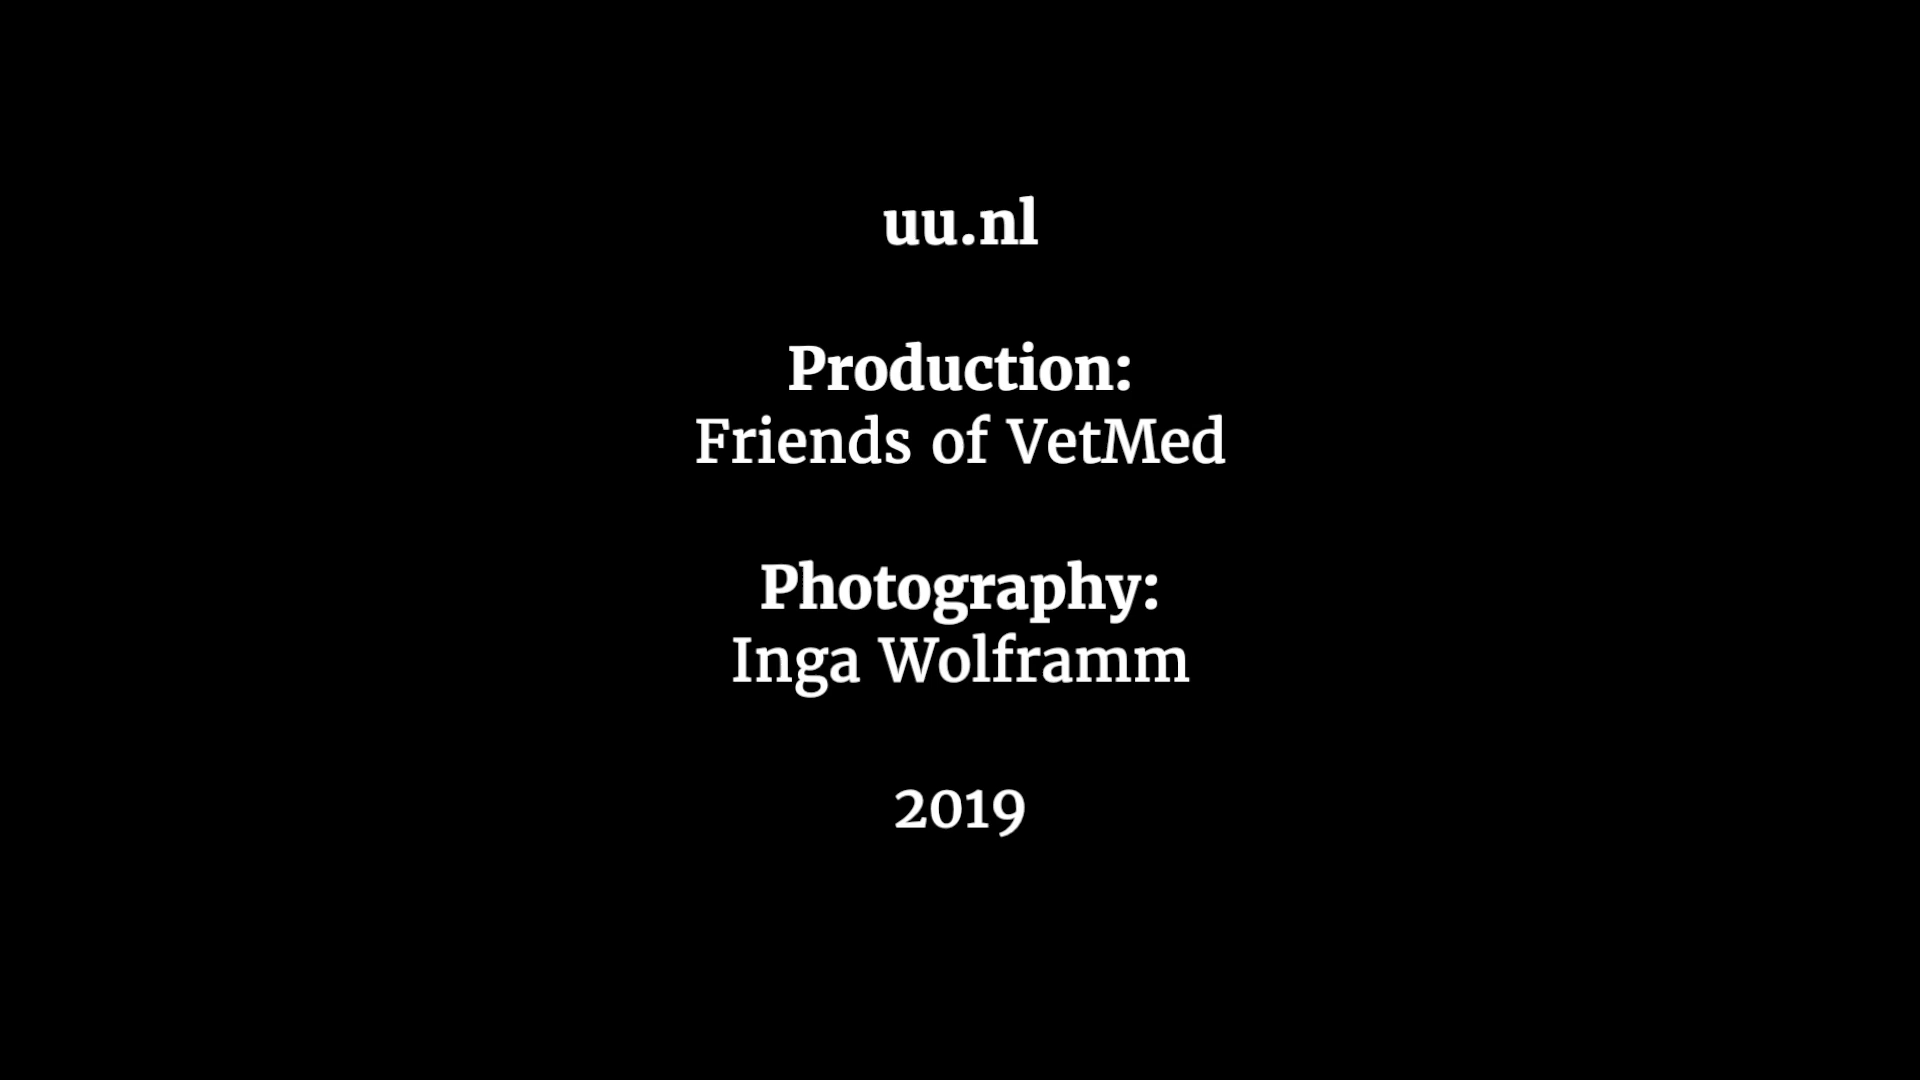 uu.nl
Production:
Friends of VetMed
Photography:
Inga Wolframm
2019